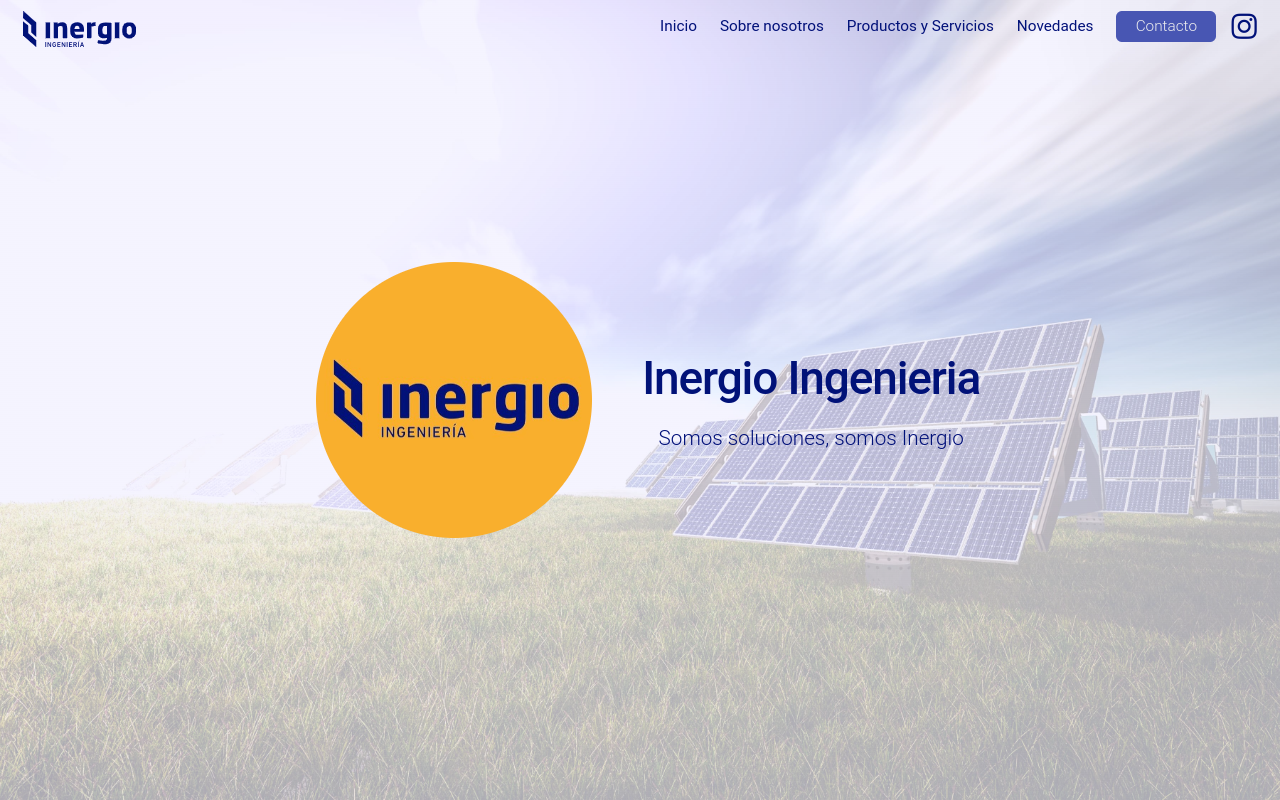 inergio
INGENIERÍA
Inicio
Sobre nosotros
Productos y Servicios
Novedades
Contacto
inergio
INGENIERÍA
Inergio Ingenieria
Somos soluciones, somos Inergio